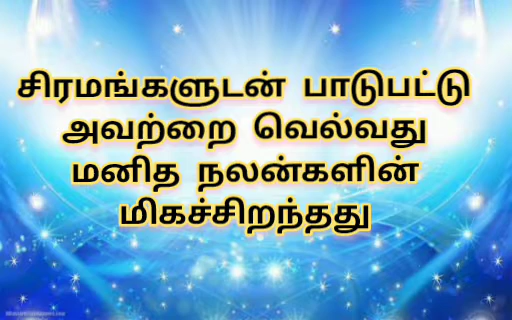 சிரமங்களுடன் பாடுபட்டு
அவற்றை வெல்வது
மனித நலன்களின்
மிகச்சிறந்தது